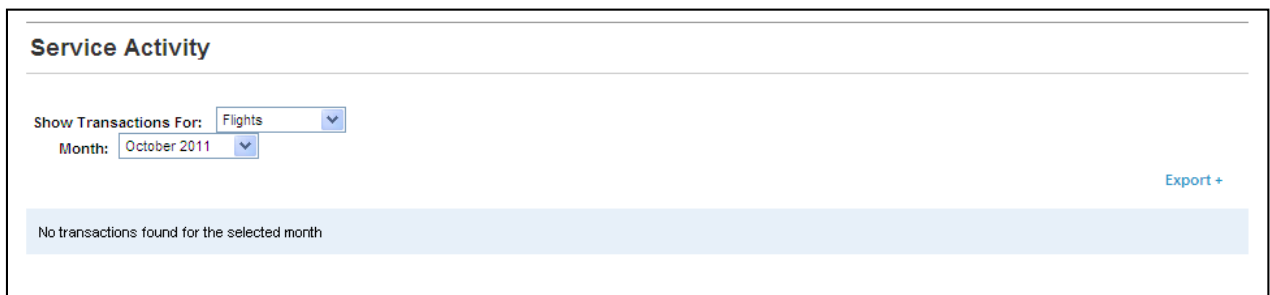 Service Activity
Show Transactions For: Flights
Month: October 2011
Export +
No transactions found for the selected month